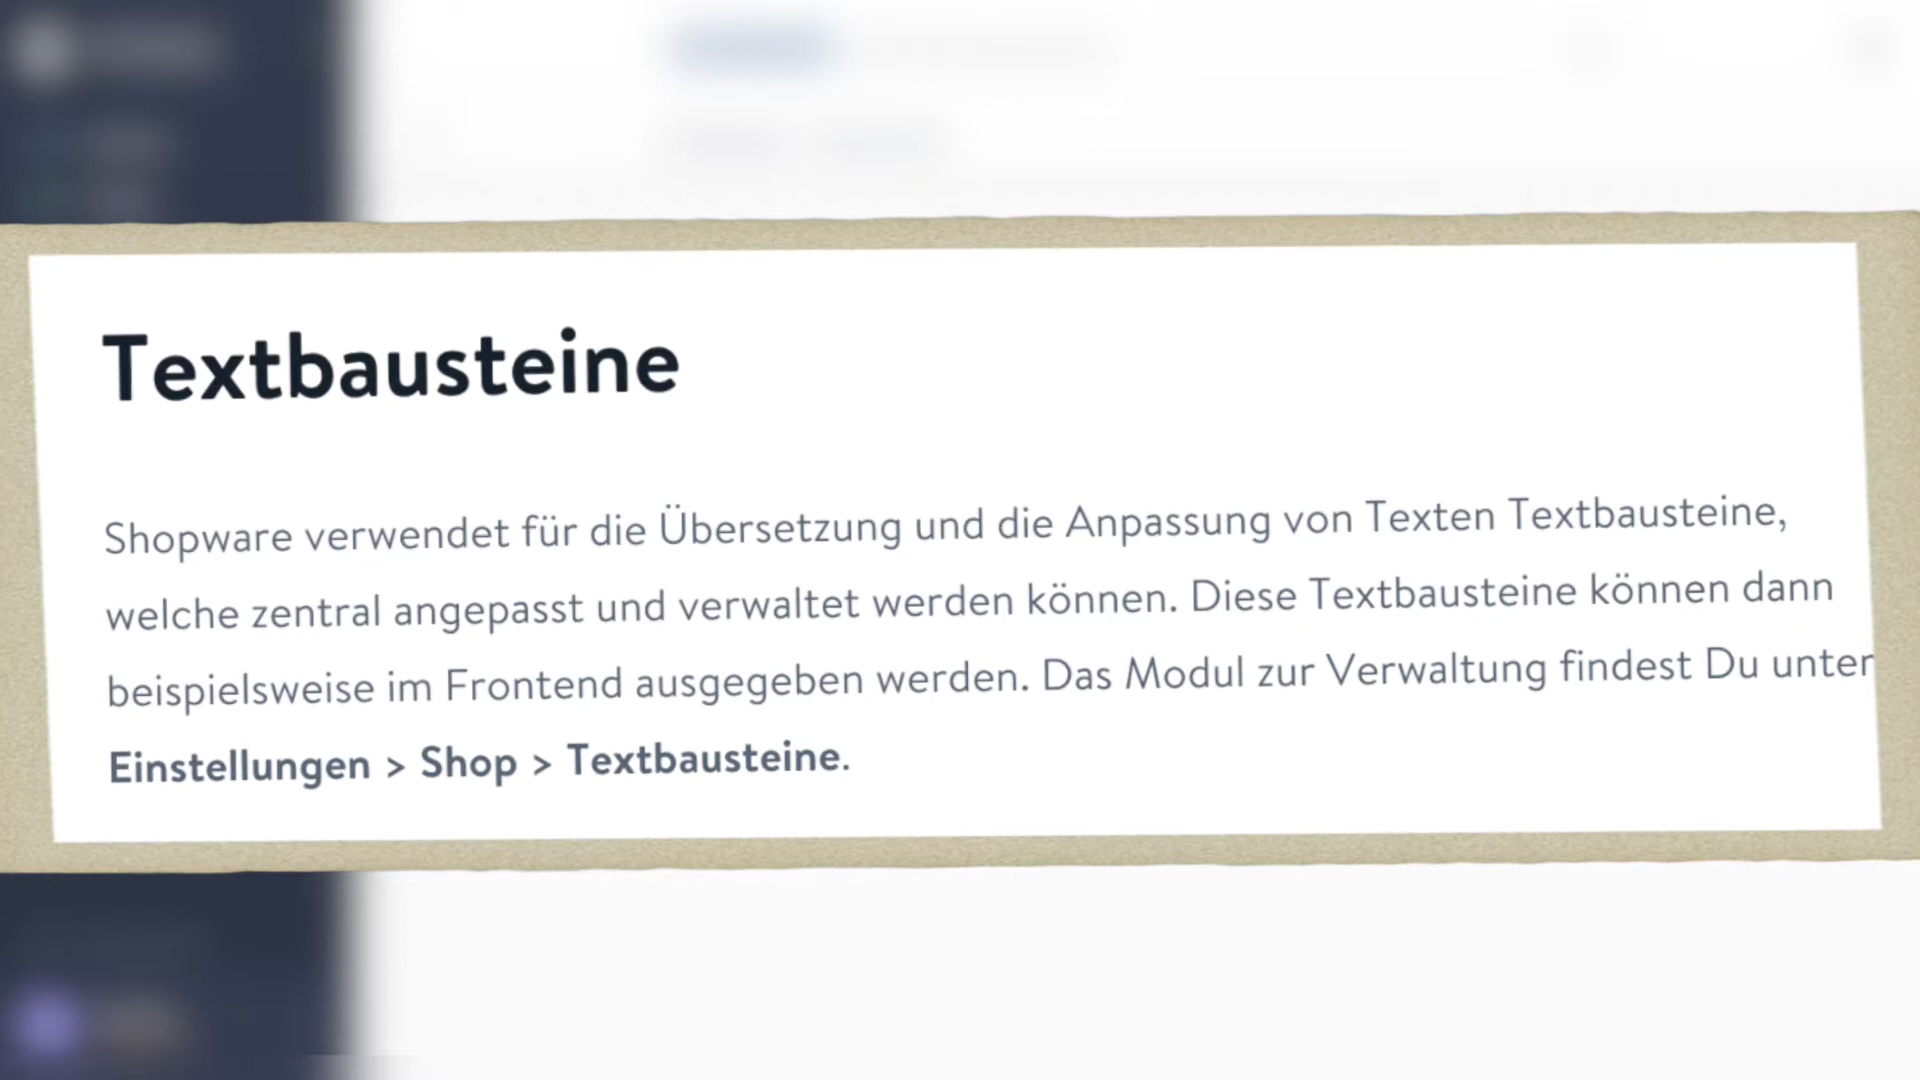 Textbausteine
Shopware verwendet für die Übersetzung und die Anpassung von Texten Textbausteine,
welche zentral angepasst und verwaltet werden können. Diese Textbausteine können dann
beispielsweise im Frontend ausgegeben werden. Das Modul zur Verwaltung findest Du unter
Einstellungen > Shop > Textbausteine.